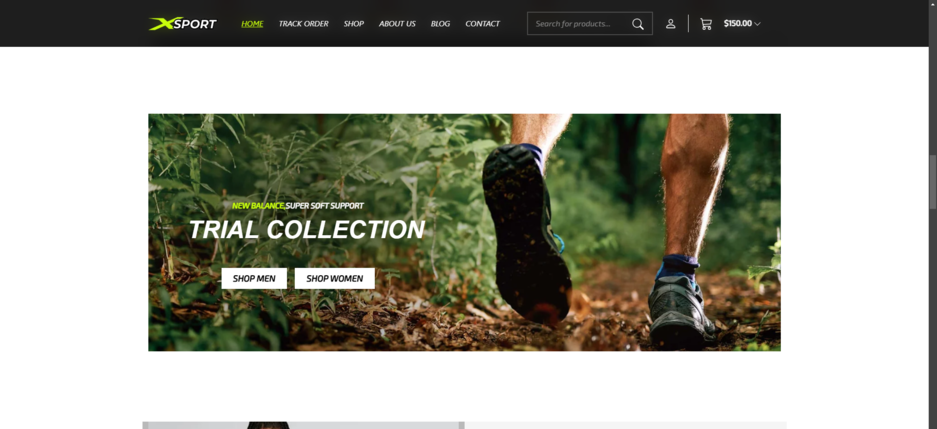 XSPORT
HOME TRACK ORDER SHOP ABOUT US BLOG CONTACT
Search for products...
$150.00
NEW BALANCE,SUPER SOFT SUPPORT
TRIAL COLLECTION
SHOP MEN SHOP WOMEN